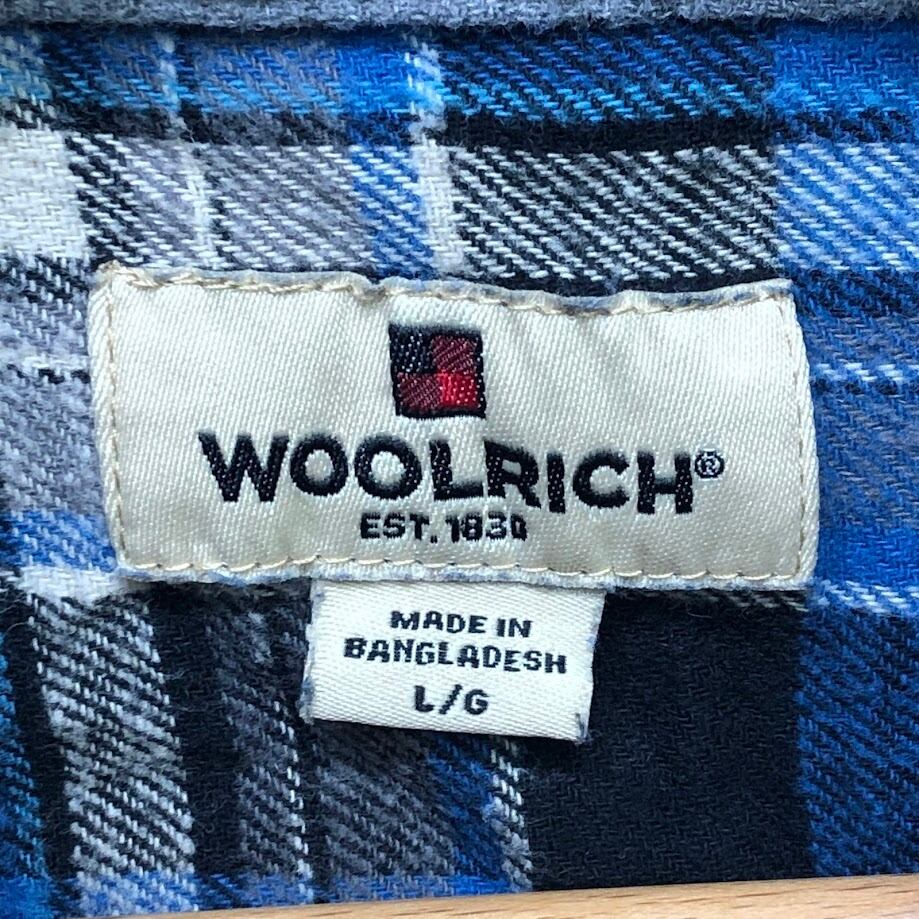 WOOLRICH®
EST. 1830
MADE IN
BANGLADESH
L/G